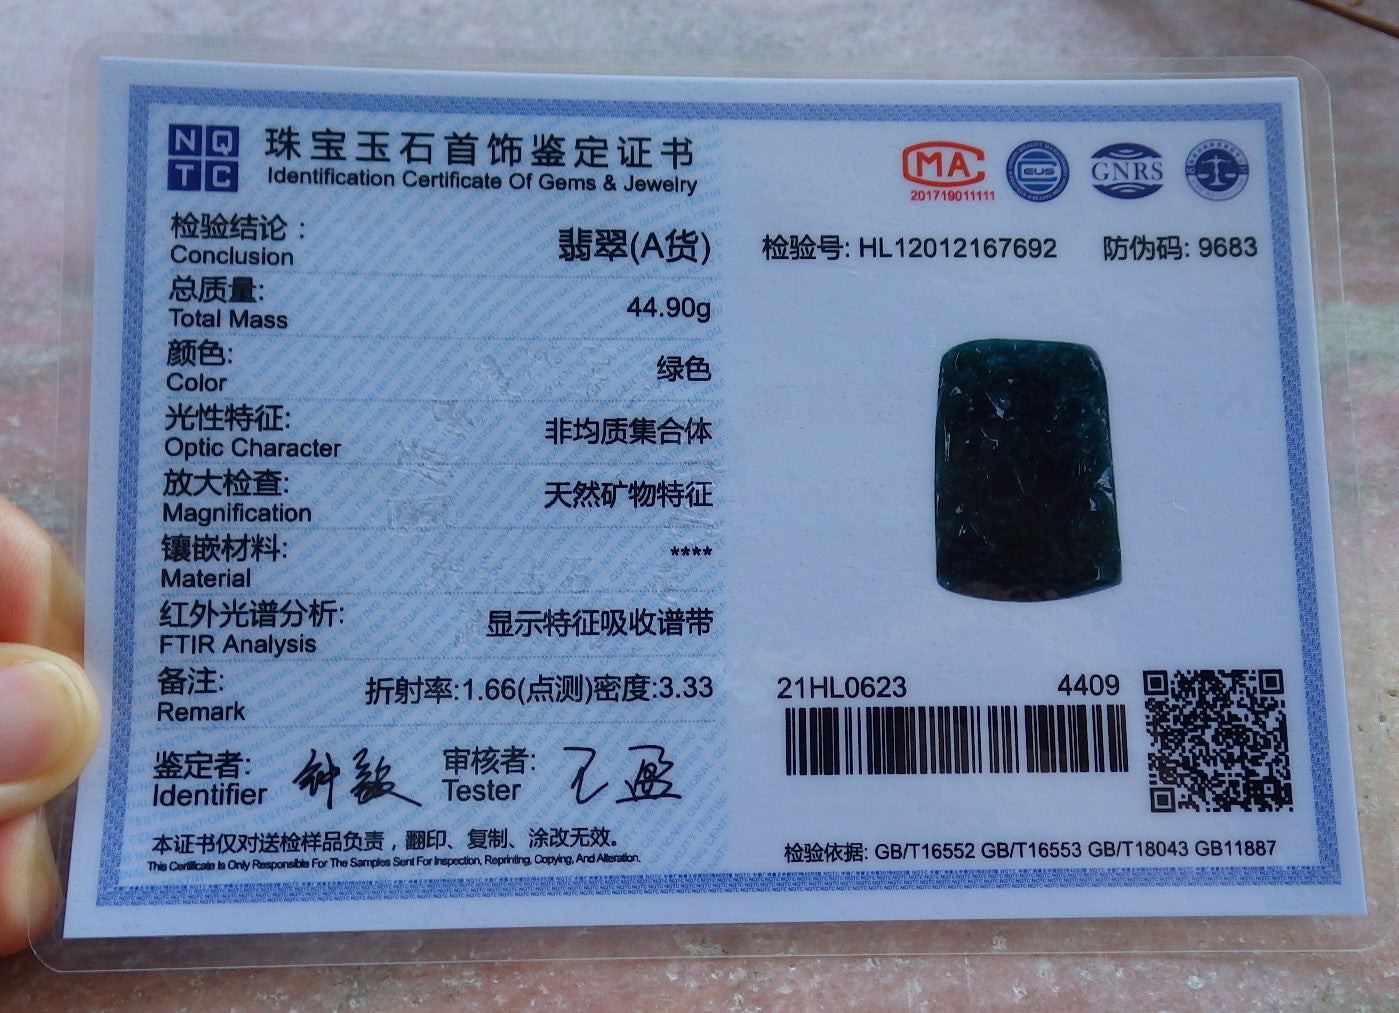 NQ
TC
珠宝玉石首饰鉴定证书
Identification Certificate Of Gems & Jewelry
检验结论：
Conclusion
翡翠(A货)
总质量:
Total Mass
44.90g
颜色:
Color
绿色
光性特征:
Optic Character
非均质集合体
放大检查:
Magnification
天然矿物特征
镶嵌材料:
Material
****
红外光谱分析:
FTIR Analysis
显示特征吸收谱带
备注:
Remark
折射率:1.66(点测)密度:3.33
鉴定者:
Identifier
审核者:
Tester
本证书仅对送检样品负责，翻印、复制、涂改无效。
This Certificate Is Only Responsible For The Samples Sent For Inspection, Reprinting, Copying, And Alteration.
MA
201719011111
GNRS
检验号: HL12012167692 防伪码: 9683
21HL0623 4409
检验依据: GB/T16552 GB/T16553 GB/T18043 GB11887